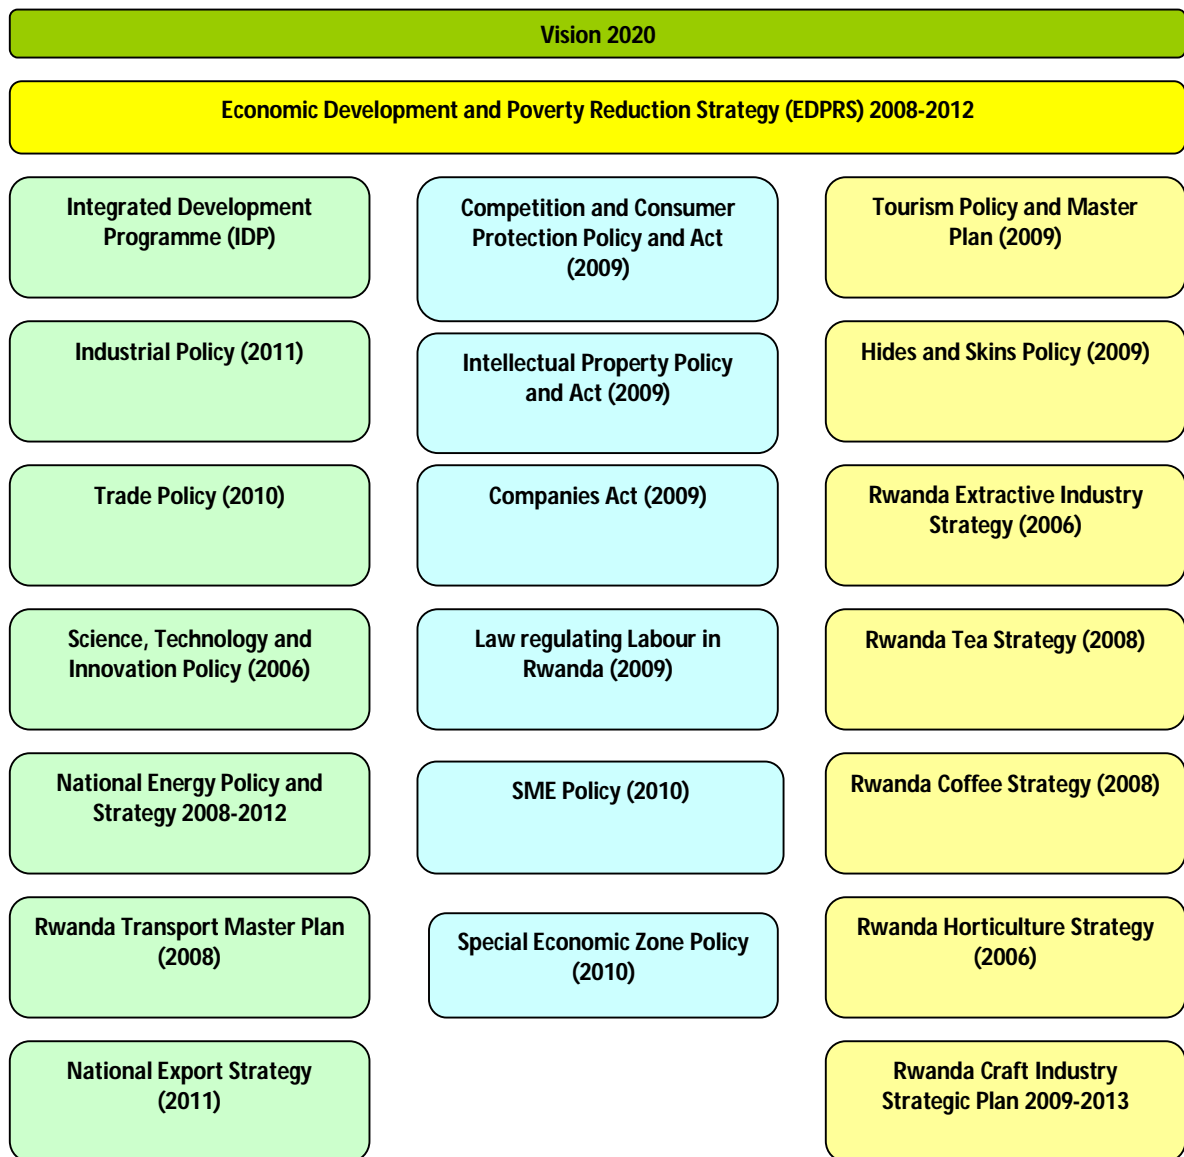 Vision 2020
Economic Development and Poverty Reduction Strategy (EDPRS) 2008-2012
Integrated Development
Programme (IDP)
Competition and Consumer
Protection Policy and Act
(2009)
Tourism Policy and Master
Plan (2009)
Industrial Policy (2011)
Intellectual Property Policy
and Act (2009)
Hides and Skins Policy (2009)
Trade Policy (2010)
Companies Act (2009)
Rwanda Extractive Industry
Strategy (2006)
Science, Technology and
Innovation Policy (2006)
Law regulating Labour in
Rwanda (2009)
Rwanda Tea Strategy (2008)
National Energy Policy and
Strategy 2008-2012
SME Policy (2010)
Rwanda Coffee Strategy (2008)
Rwanda Transport Master Plan
(2008)
Special Economic Zone Policy
(2010)
Rwanda Horticulture Strategy
(2006)
National Export Strategy
(2011)
Rwanda Craft Industry
Strategic Plan 2009-2013